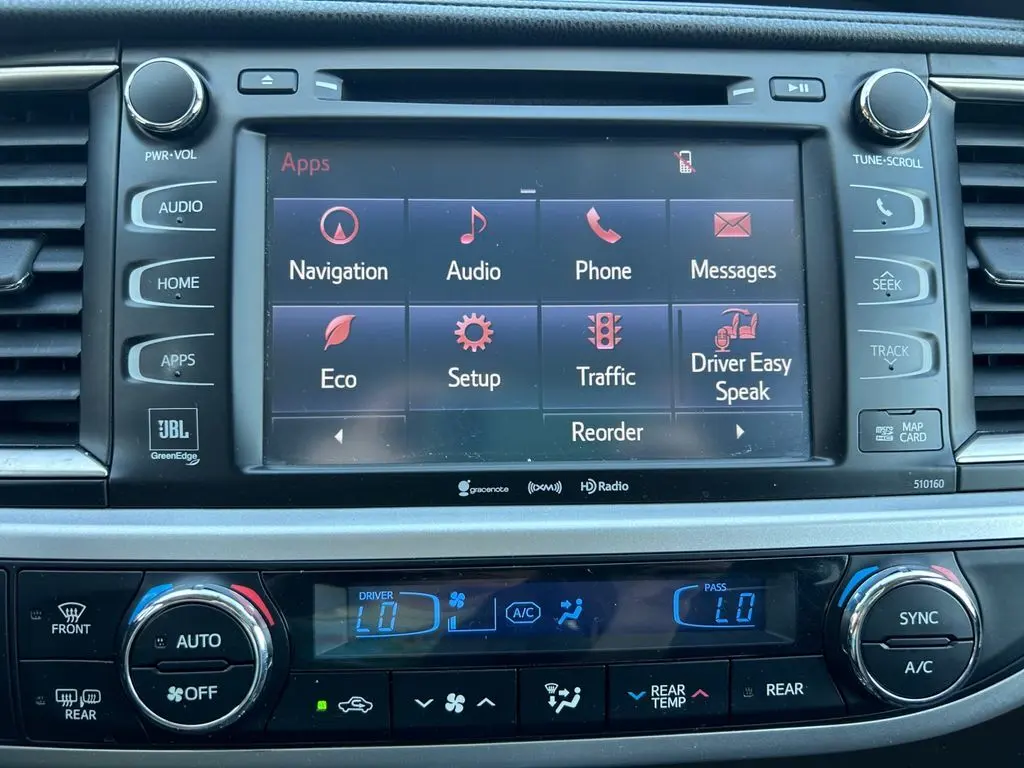 PWR•VOL
AUDIO
HOME
APPS
JBL
GreenEdge
Apps
Navigation
Audio
Phone
Messages
Eco
Setup
Traffic
Driver Easy
Speak
Reorder
TUNE•SCROLL
SEEK
TRACK
MAP
CARD
gracenote
((XM))
HD Radio
510160
FRONT
REAR
AUTO
OFF
DRIVER
LO
A/C
PASS
LO
REAR
TEMP
REAR
SYNC
A/C